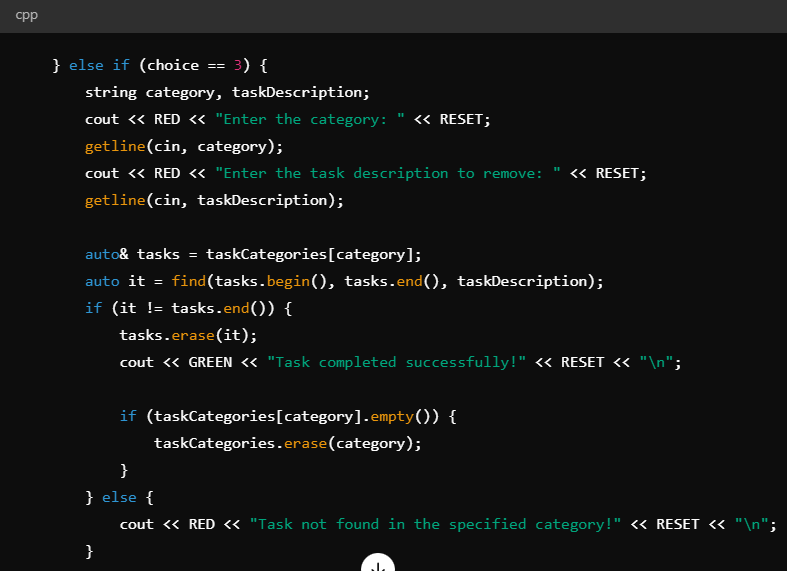 cpp
} else if (choice == 3) {
string category, taskDescription;
cout << RED << "Enter the category: " << RESET;
getline(cin, category);
cout << RED << "Enter the task description to remove: " << RESET;
getline(cin, taskDescription);
auto& tasks = taskCategories[category];
auto it = find(tasks.begin(), tasks.end(), taskDescription);
if (it != tasks.end()) {
tasks.erase(it);
cout << GREEN << "Task completed successfully!" << RESET << "\n";
if (taskCategories[category].empty()) {
taskCategories.erase(category);
}
} else {
cout << RED << "Task not found in the specified category!" << RESET << "\n";
}